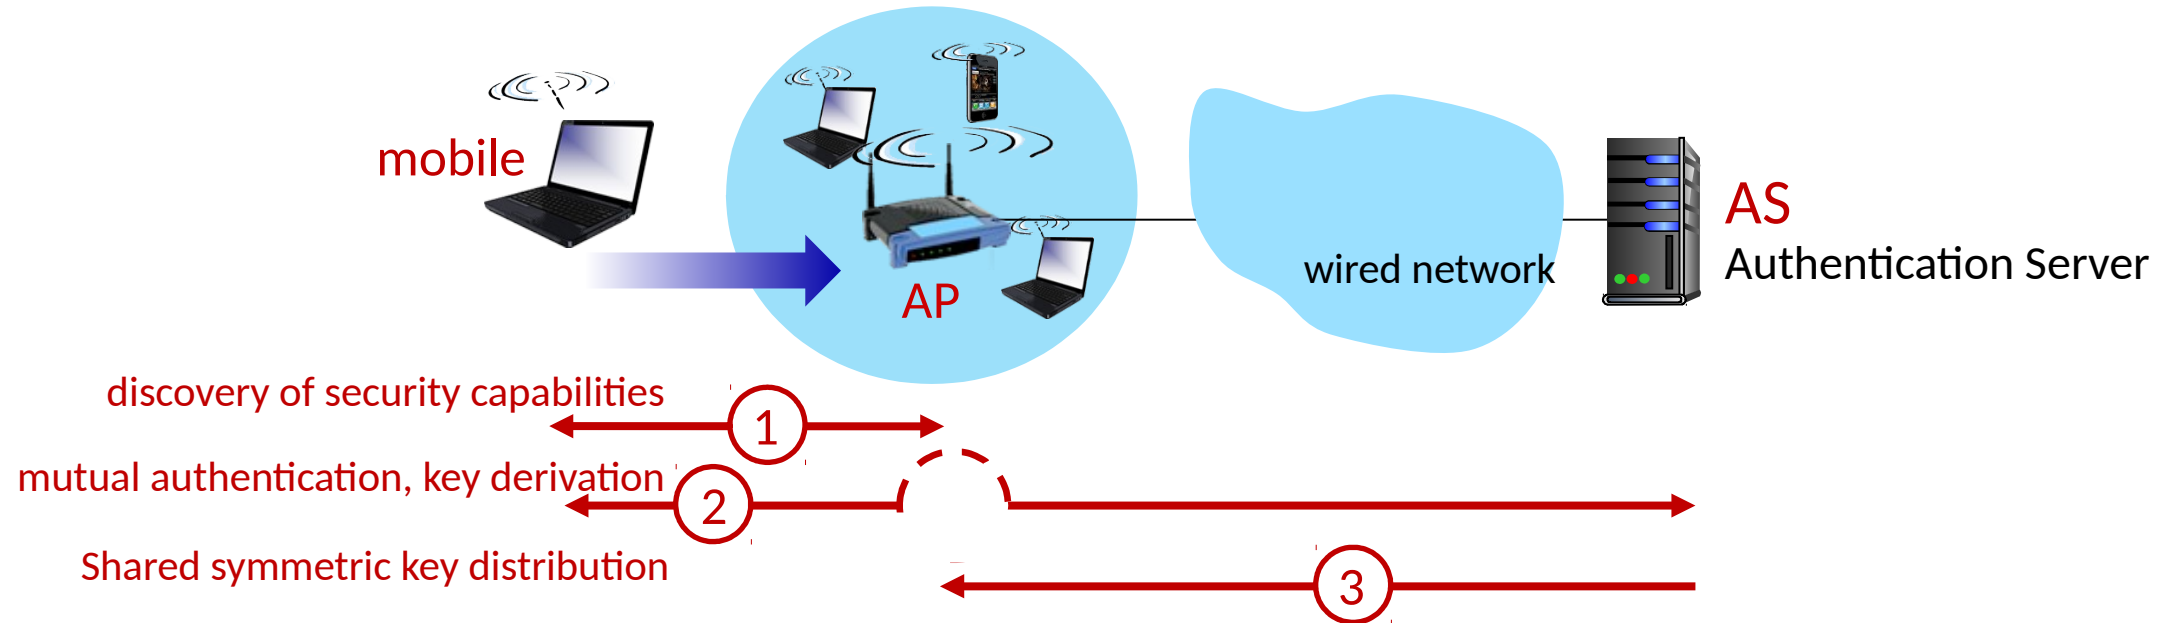 mobile
AP
wired network
AS
Authentication Server
discovery of security capabilities
1
mutual authentication, key derivation
2
Shared symmetric key distribution
3